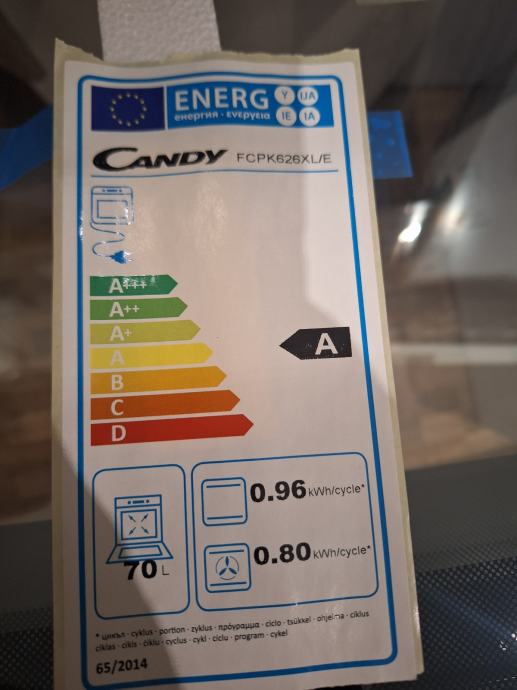 ENERG Y IJA
енергия · ενεργεια IE IA
CANDY FCPK626XL/E
A+++
A++
A+
A
A
B
C
D
0.96 kWh/cycle*
70 L
0.80 kWh/cycle*
* цикъл · cyklus · portion · zyklus · πρόγραμμα · ciclo · tsükkel · ohjelma · ciklus
ciklas · cikls · ċiklu · cyclus · cykl · ciclu · program · cykel
65/2014